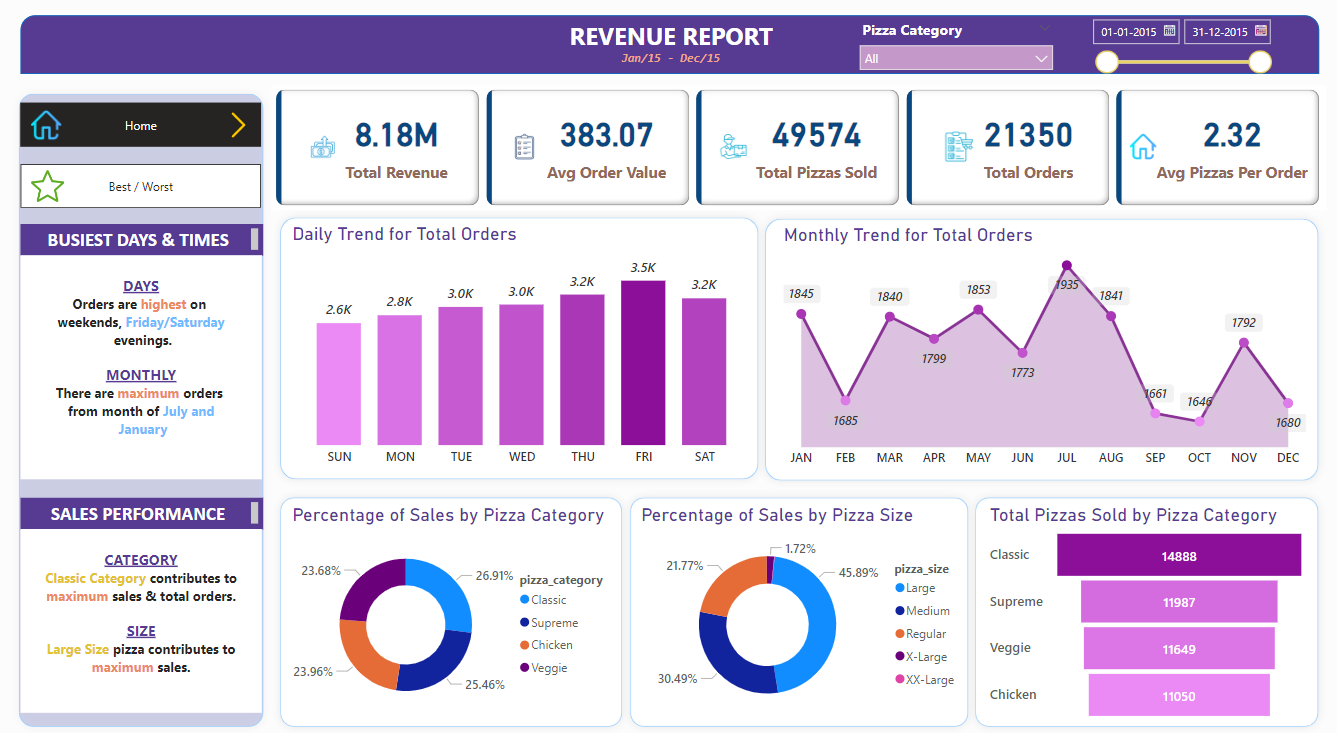 REVENUE REPORT
Jan/15 - Dec/15
Pizza Category
All
01-01-2015
31-12-2015
Home
Best / Worst
BUSIEST DAYS & TIMES
DAYS
Orders are highest on
weekends, Friday/Saturday
evenings.
MONTHLY
There are maximum orders
from month of July and
January
SALES PERFORMANCE
CATEGORY
Classic Category contributes to
maximum sales & total orders.
SIZE
Large Size pizza contributes to
maximum sales.
8.18M
Total Revenue
383.07
Avg Order Value
49574
Total Pizzas Sold
21350
Total Orders
2.32
Avg Pizzas Per Order
Daily Trend for Total Orders
2.6K
2.8K
3.0K
3.0K
3.2K
3.5K
3.2K
SUN
MON
TUE
WED
THU
FRI
SAT
Monthly Trend for Total Orders
1845
1685
1840
1799
1853
1773
1935
1841
1661
1646
1792
1680
JAN
FEB
MAR
APR
MAY
JUN
JUL
AUG
SEP
OCT
NOV
DEC
Percentage of Sales by Pizza Category
23.68%
26.91%
23.96%
25.46%
pizza_category
Classic
Supreme
Chicken
Veggie
Percentage of Sales by Pizza Size
1.72%
21.77%
45.89%
30.49%
pizza_size
Large
Medium
Regular
X-Large
XX-Large
Total Pizzas Sold by Pizza Category
Classic
14888
Supreme
11987
Veggie
11649
Chicken
11050